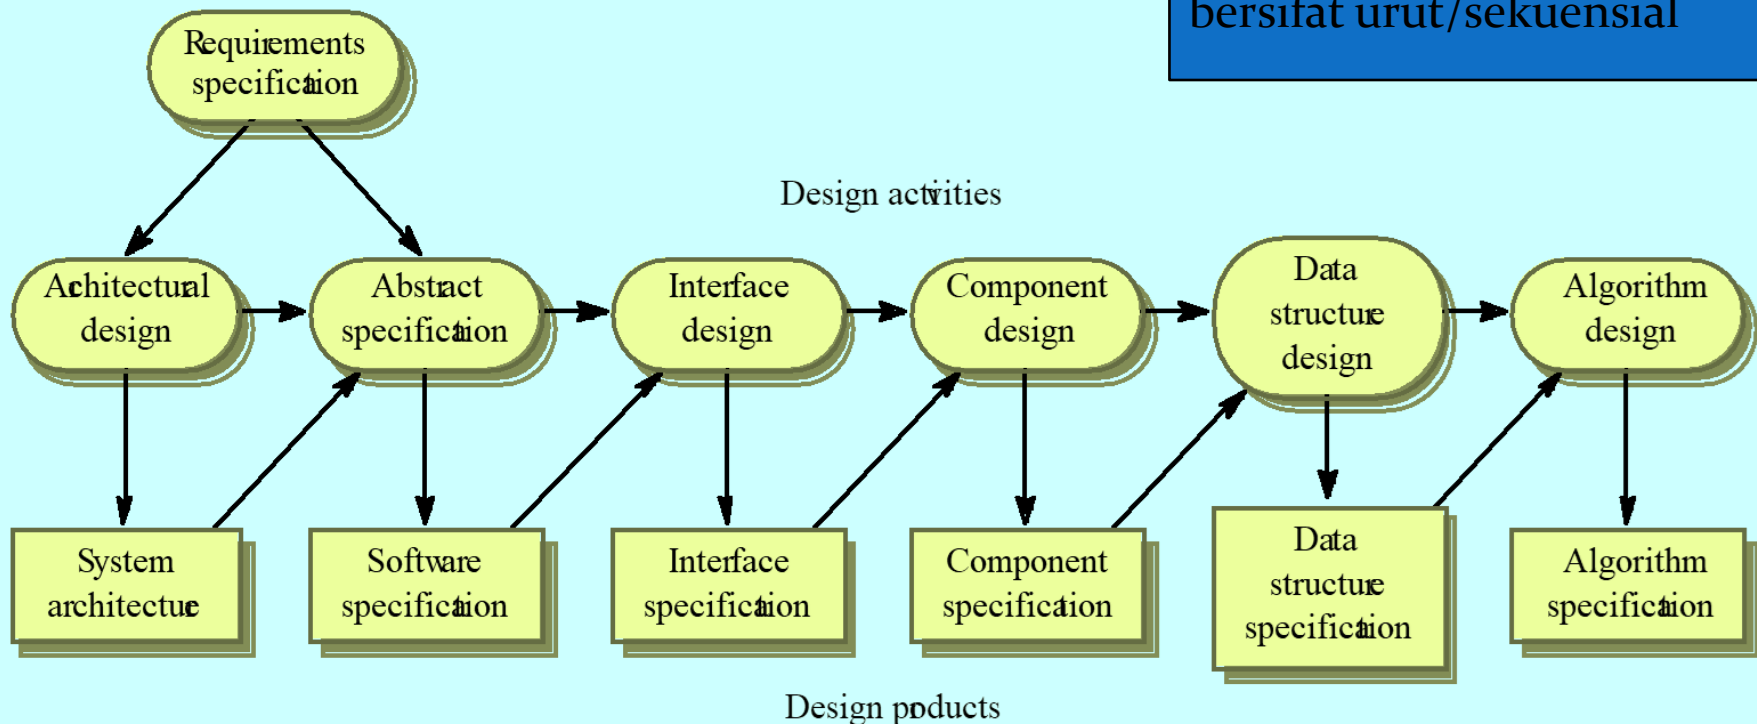 bersifat urut/sekuensial
Requirements
specification
Design activities
Architectural
design
Abstract
specification
Interface
design
Component
design
Data
structure
design
Algorithm
design
System
architecture
Software
specification
Interface
specification
Component
specification
Data
structure
specification
Algorithm
specification
Design products